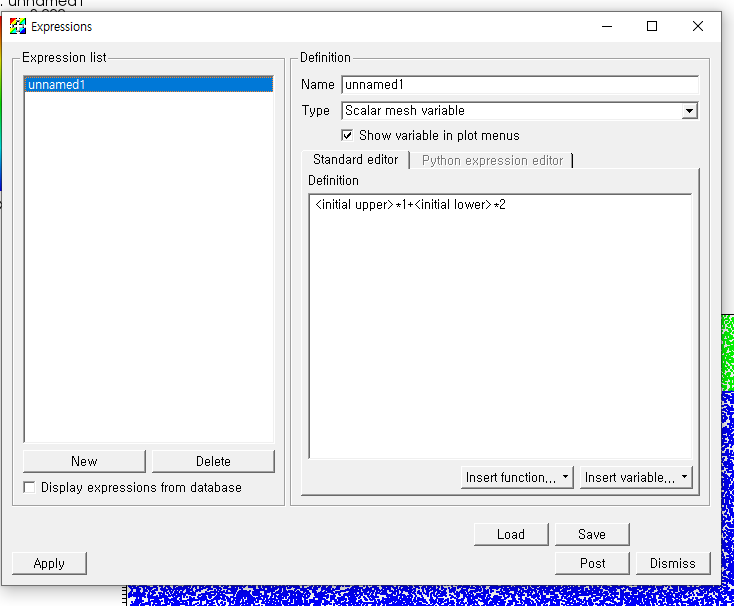 : unnamed1
Expressions
Expression list
unnamed1
New
Delete
Display expressions from database
Apply
Definition
Name unnamed1
Type Scalar mesh variable
Show variable in plot menus
Standard editor
Python expression editor
Definition
<initial upper>*1+<initial lower>*2
Insert function...
Insert variable...
Load
Save
Post
Dismiss